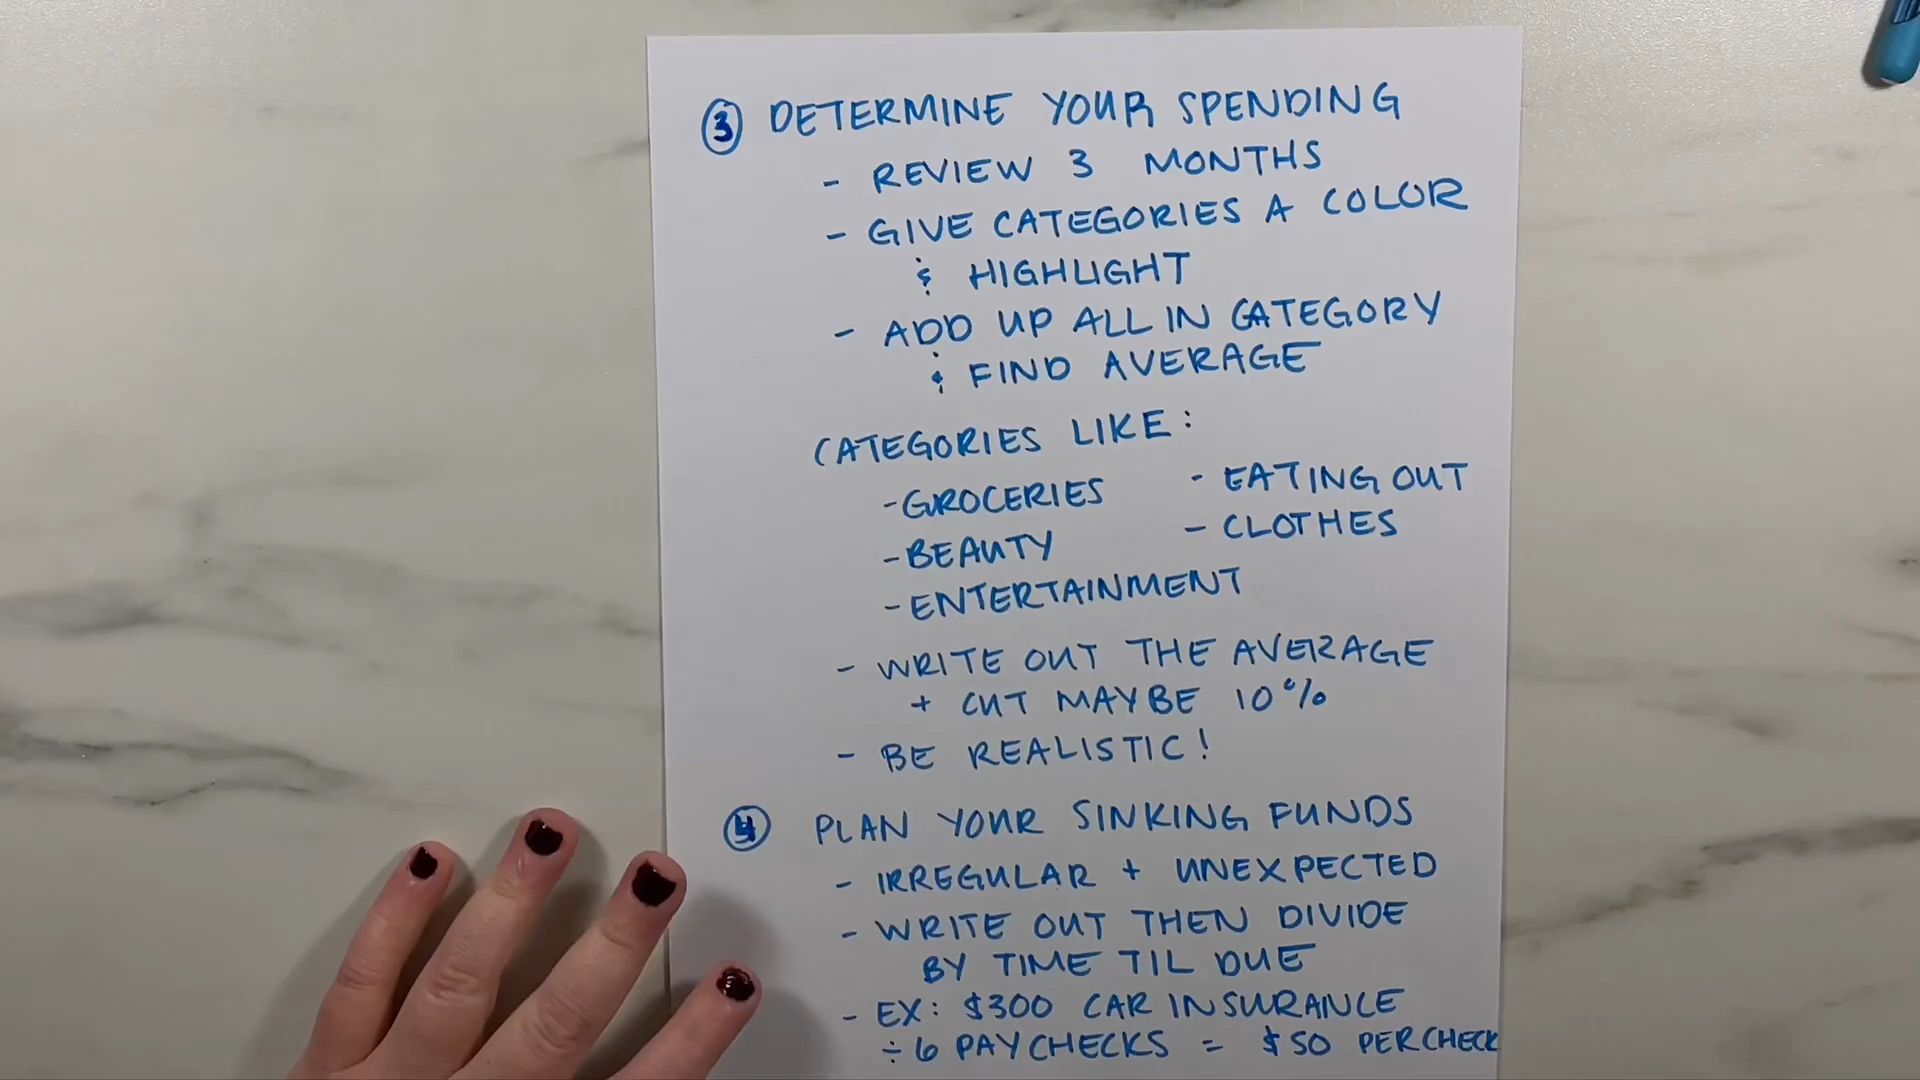 ③ DETERMINE YOUR SPENDING
- REVIEW 3 MONTHS
- GIVE CATEGORIES A COLOR
& HIGHLIGHT
- ADD UP ALL IN CATEGORY
& FIND AVERAGE
CATEGORIES LIKE:
- GROCERIES - EATING OUT
- BEAUTY - CLOTHES
- ENTERTAINMENT
- WRITE OUT THE AVERAGE
+ CUT MAYBE 10%
- BE REALISTIC!
④ PLAN YOUR SINKING FUNDS
- IRREGULAR + UNEXPECTED
- WRITE OUT THEN DIVIDE
BY TIME TIL DUE
- EX: $300 CAR INSURANCE
÷ 6 PAYCHECKS = $50 PER CHECK